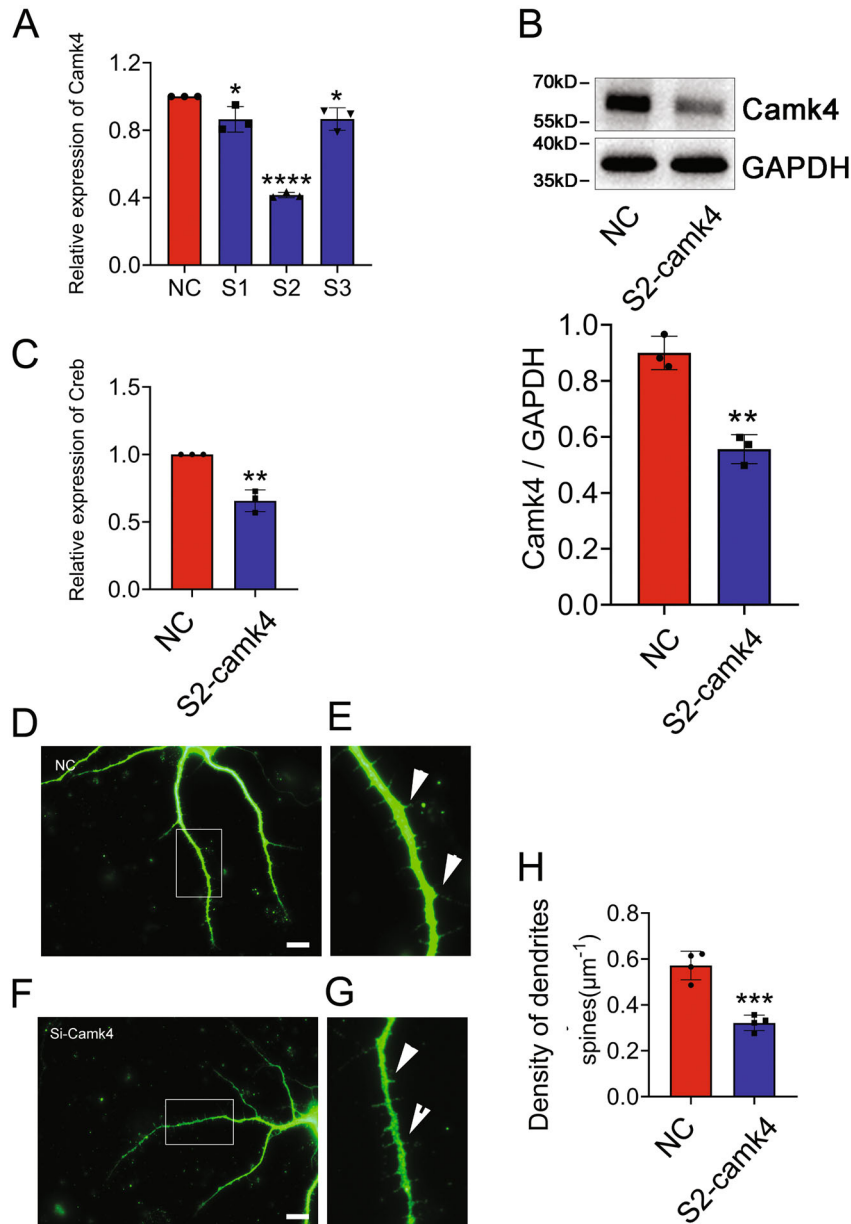 A
Relative expression of Camk4
1.2
0.8
0.4
0.0
*
****
*
NC S1 S2 S3
B
70kD
55kD
Camk4
40kD
35kD
GAPDH
NC
S2-camk4
Camk4 / GAPDH
1.0
0.8
0.6
0.4
0.2
0.0
**
NC
S2-camk4
C
Relative expression of Creb
1.5
1.0
0.5
0.0
**
NC
S2-camk4
D
NC
E
F
Si-Camk4
G
H
Density of dendrites
spines(μm⁻¹)
0.8
0.6
0.4
0.2
0.0
***
NC
S2-camk4